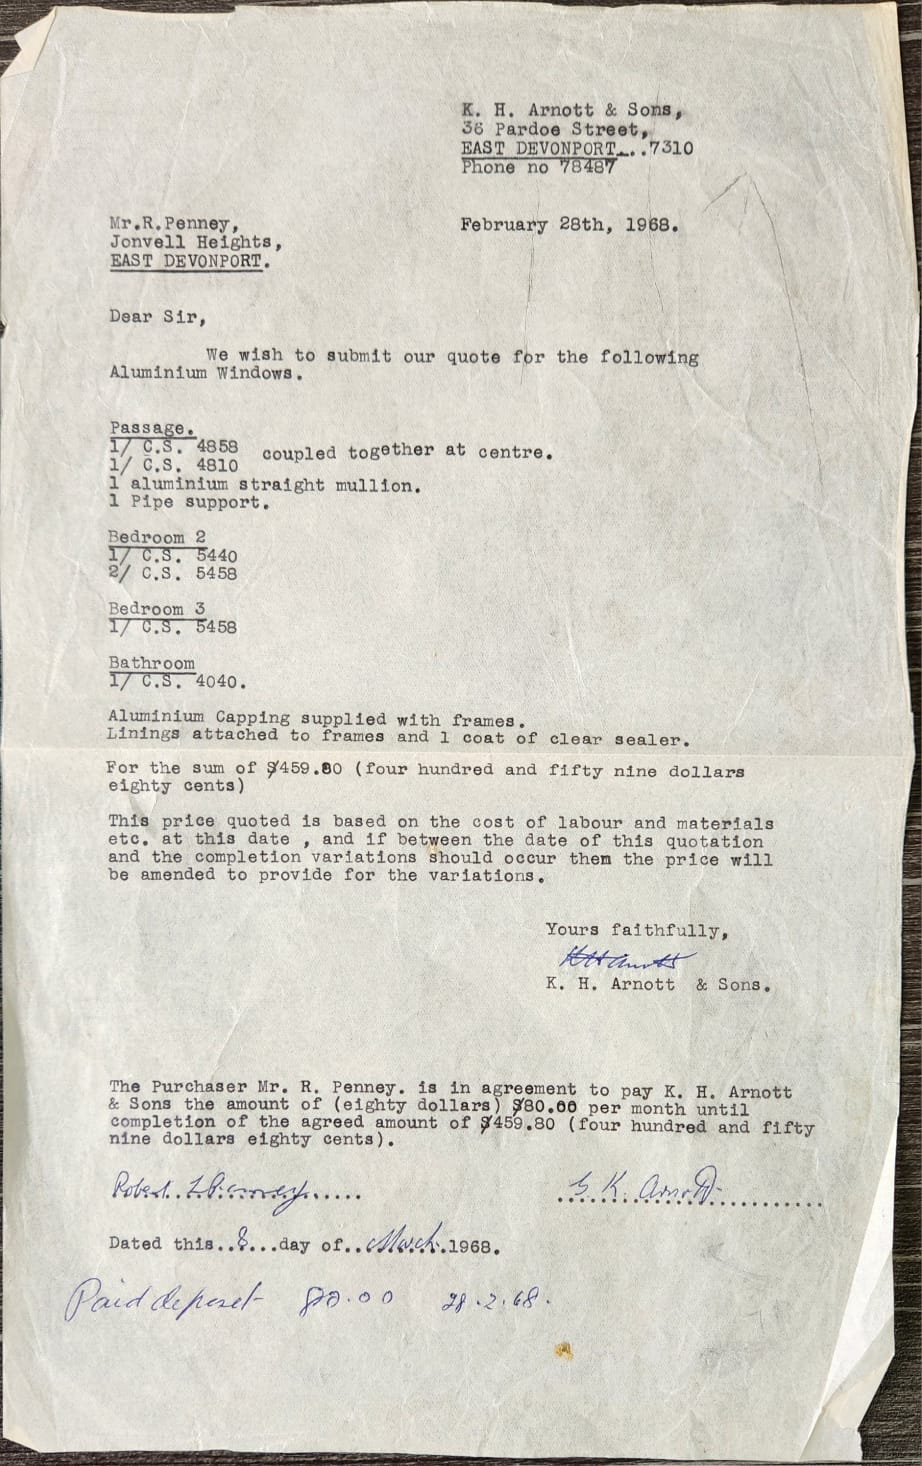 K. H. Arnott & Sons,
36 Pardoe Street,
EAST DEVONPORT...7310
Phone no 78487
Mr.R.Penney,
February 28th, 1968.
Jonvell Heights,
EAST DEVONPORT.
Dear Sir,
We wish to submit our quote for the following
Aluminium Windows.
Passage.
1/ C.S. 4858
coupled together at centre.
1/ C.S. 4810
1 aluminium straight mullion.
1 Pipe support.
Bedroom 2
1/ C.S. 5440
2/ C.S. 5458
Bedroom 3
1/ C.S. 5458
Bathroom
1/ C.S. 4040.
Aluminium Capping supplied with frames.
Linings attached to frames and 1 coat of clear sealer.
For the sum of $459.80 (four hundred and fifty nine dollars
eighty cents)
This price quoted is based on the cost of labour and materials
etc. at this date , and if between the date of this quotation
and the completion variations should occur them the price will
be amended to provide for the variations.
Yours faithfully,
K H Arnott
K. H. Arnott & Sons.
The Purchaser Mr. R. Penney. is in agreement to pay K. H. Arnott
& Sons the amount of (eighty dollars) $80.00 per month until
completion of the agreed amount of $459.80 (four hundred and fifty
nine dollars eighty cents).
Robert Penney
G K. Arnott
Dated this..8...day of..March.1968.
Paid deposet 80.00 28.2.68.